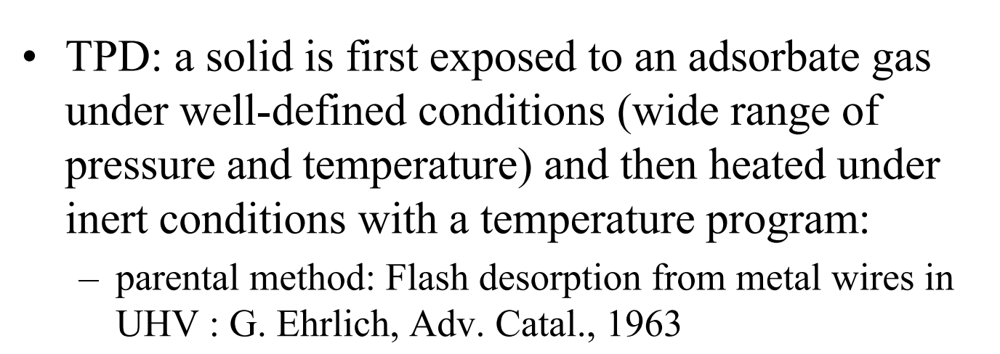 • TPD: a solid is first exposed to an adsorbate gas
under well-defined conditions (wide range of
pressure and temperature) and then heated under
inert conditions with a temperature program:
– parental method: Flash desorption from metal wires in
UHV : G. Ehrlich, Adv. Catal., 1963